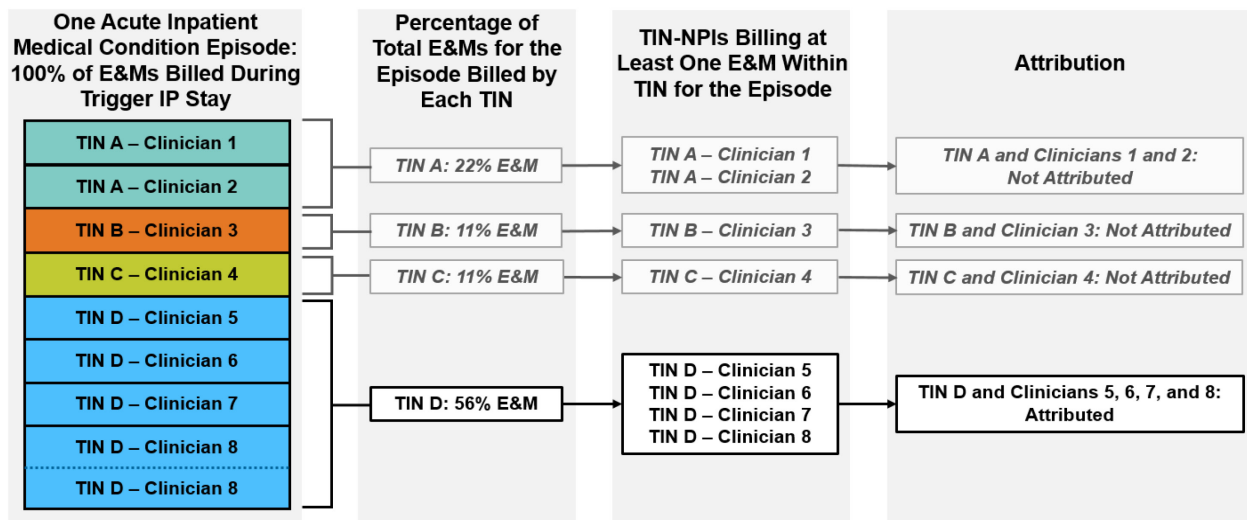 One Acute Inpatient
Medical Condition Episode:
100% of E&Ms Billed During
Trigger IP Stay
TIN A – Clinician 1
TIN A – Clinician 2
TIN B – Clinician 3
TIN C – Clinician 4
TIN D – Clinician 5
TIN D – Clinician 6
TIN D – Clinician 7
TIN D – Clinician 8
TIN D – Clinician 8
Percentage of
Total E&Ms for the
Episode Billed by
Each TIN
TIN A: 22% E&M
TIN B: 11% E&M
TIN C: 11% E&M
TIN D: 56% E&M
TIN-NPIs Billing at
Least One E&M Within
TIN for the Episode
TIN A – Clinician 1
TIN A – Clinician 2
TIN B – Clinician 3
TIN C – Clinician 4
TIN D – Clinician 5
TIN D – Clinician 6
TIN D – Clinician 7
TIN D – Clinician 8
Attribution
TIN A and Clinicians 1 and 2:
Not Attributed
TIN B and Clinician 3: Not Attributed
TIN C and Clinician 4: Not Attributed
TIN D and Clinicians 5, 6, 7, and 8:
Attributed